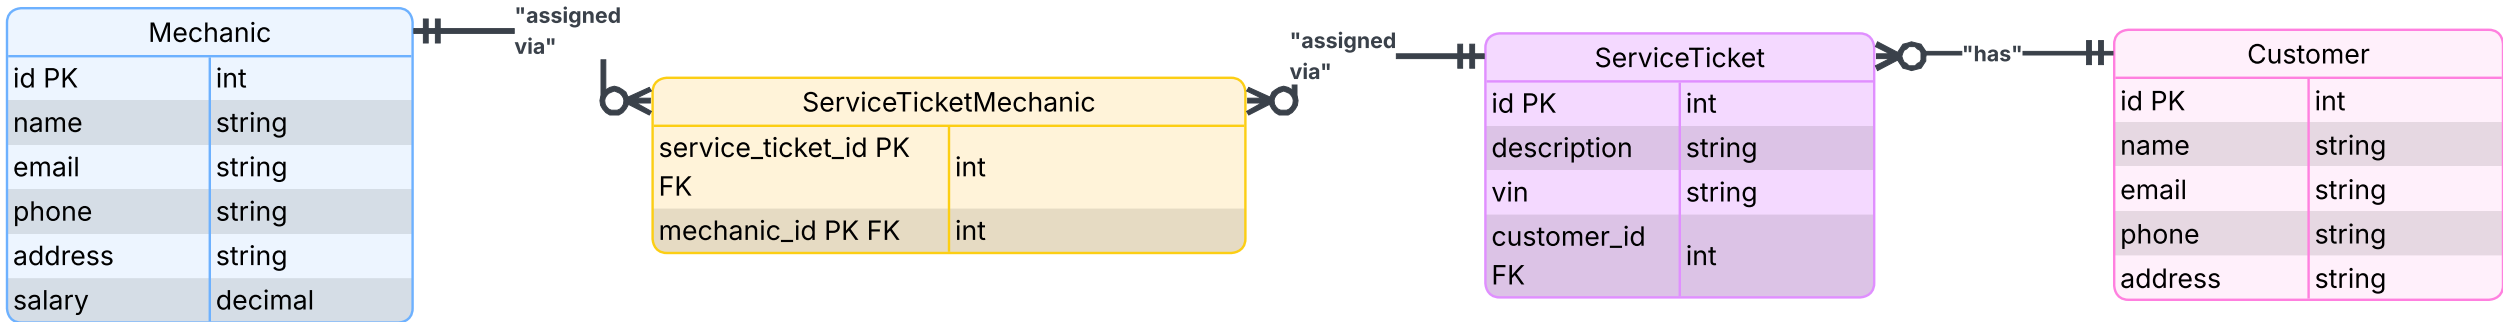 Mechanic
id PK int
name string
email string
phone string
address string
salary decimal
"assigned
via"
ServiceTicketMechanic
service_ticket_id PK
FK
int
mechanic_id PK FK int
"assigned
via"
ServiceTicket
id PK int
description string
vin string
customer_id
FK
int
"has"
Customer
id PK int
name string
email string
phone string
address string